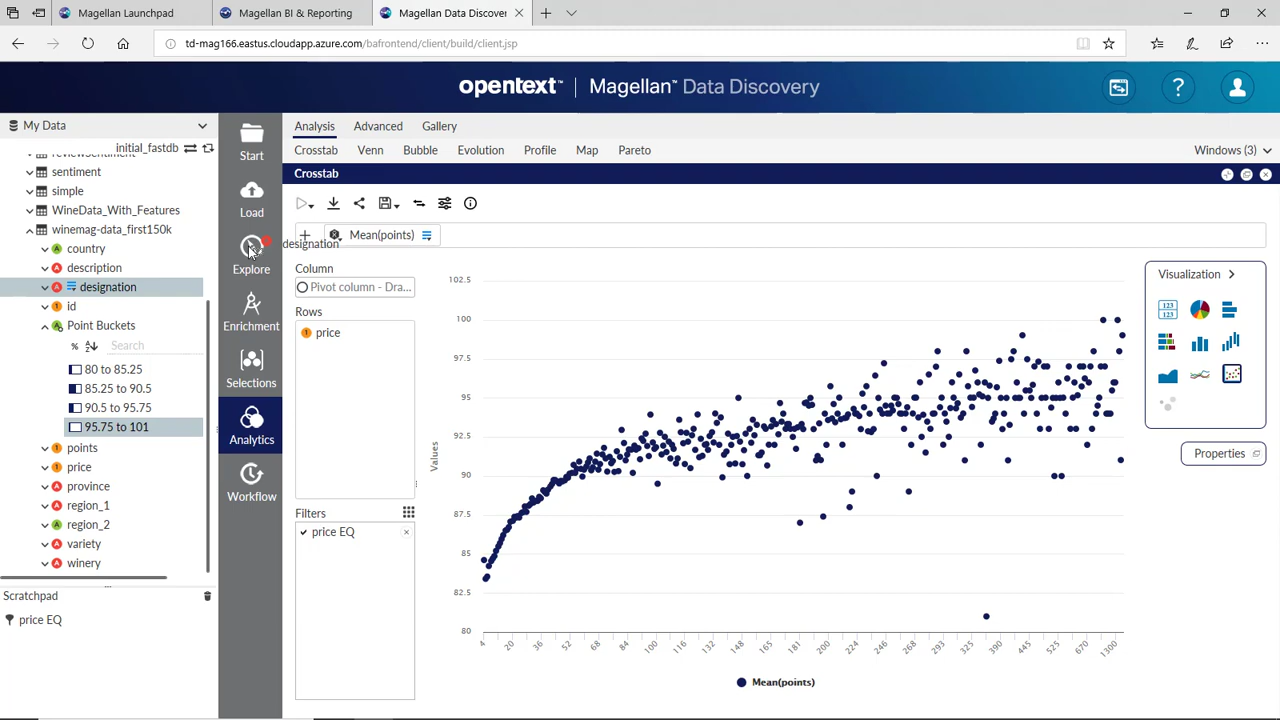 Magellan Launchpad
Magellan BI & Reporting
Magellan Data Discover
td-mag166.eastus.cloudapp.azure.com/bafrontend/client/build/client.jsp
opentext™ | Magellan™ Data Discovery
My Data
initial_fastdb
sentiment
simple
WineData_With_Features
winemag-data_first150k
country
description
designation
id
Point Buckets
% Search
80 to 85.25
85.25 to 90.5
90.5 to 95.75
95.75 to 101
points
price
province
region_1
region_2
variety
winery
Scratchpad
price EQ
Start
Load
Explore
Enrichment
Selections
Analytics
Workflow
designation
Analysis Advanced Gallery
Crosstab Venn Bubble Evolution Profile Map Pareto Windows (3)
Crosstab
Mean(points)
Column
Pivot column - Dra...
Rows
price
Filters
price EQ
Values
102.5
100
97.5
95
92.5
90
87.5
85
82.5
80
4 20 36 52 68 84 100 116 132 148 165 181 200 224 246 268 293 325 390 445 525 670 1300
Mean(points)
Visualization
Properties